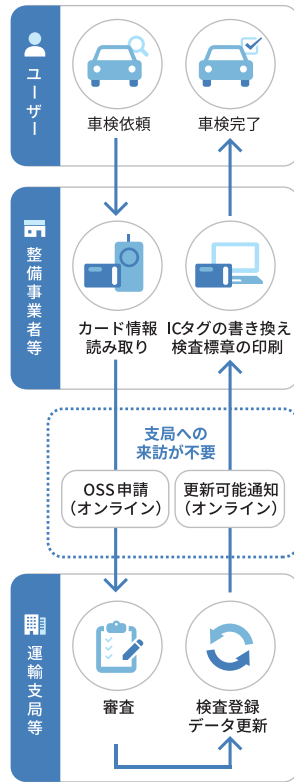 ユーザー
車検依頼
車検完了
整備事業者等
カード情報
読み取り
ICタグの書き換え
検査標章の印刷
支局への
来訪が不要
OSS申請
（オンライン）
更新可能通知
（オンライン）
運輸支局等
審査
検査登録
データ更新